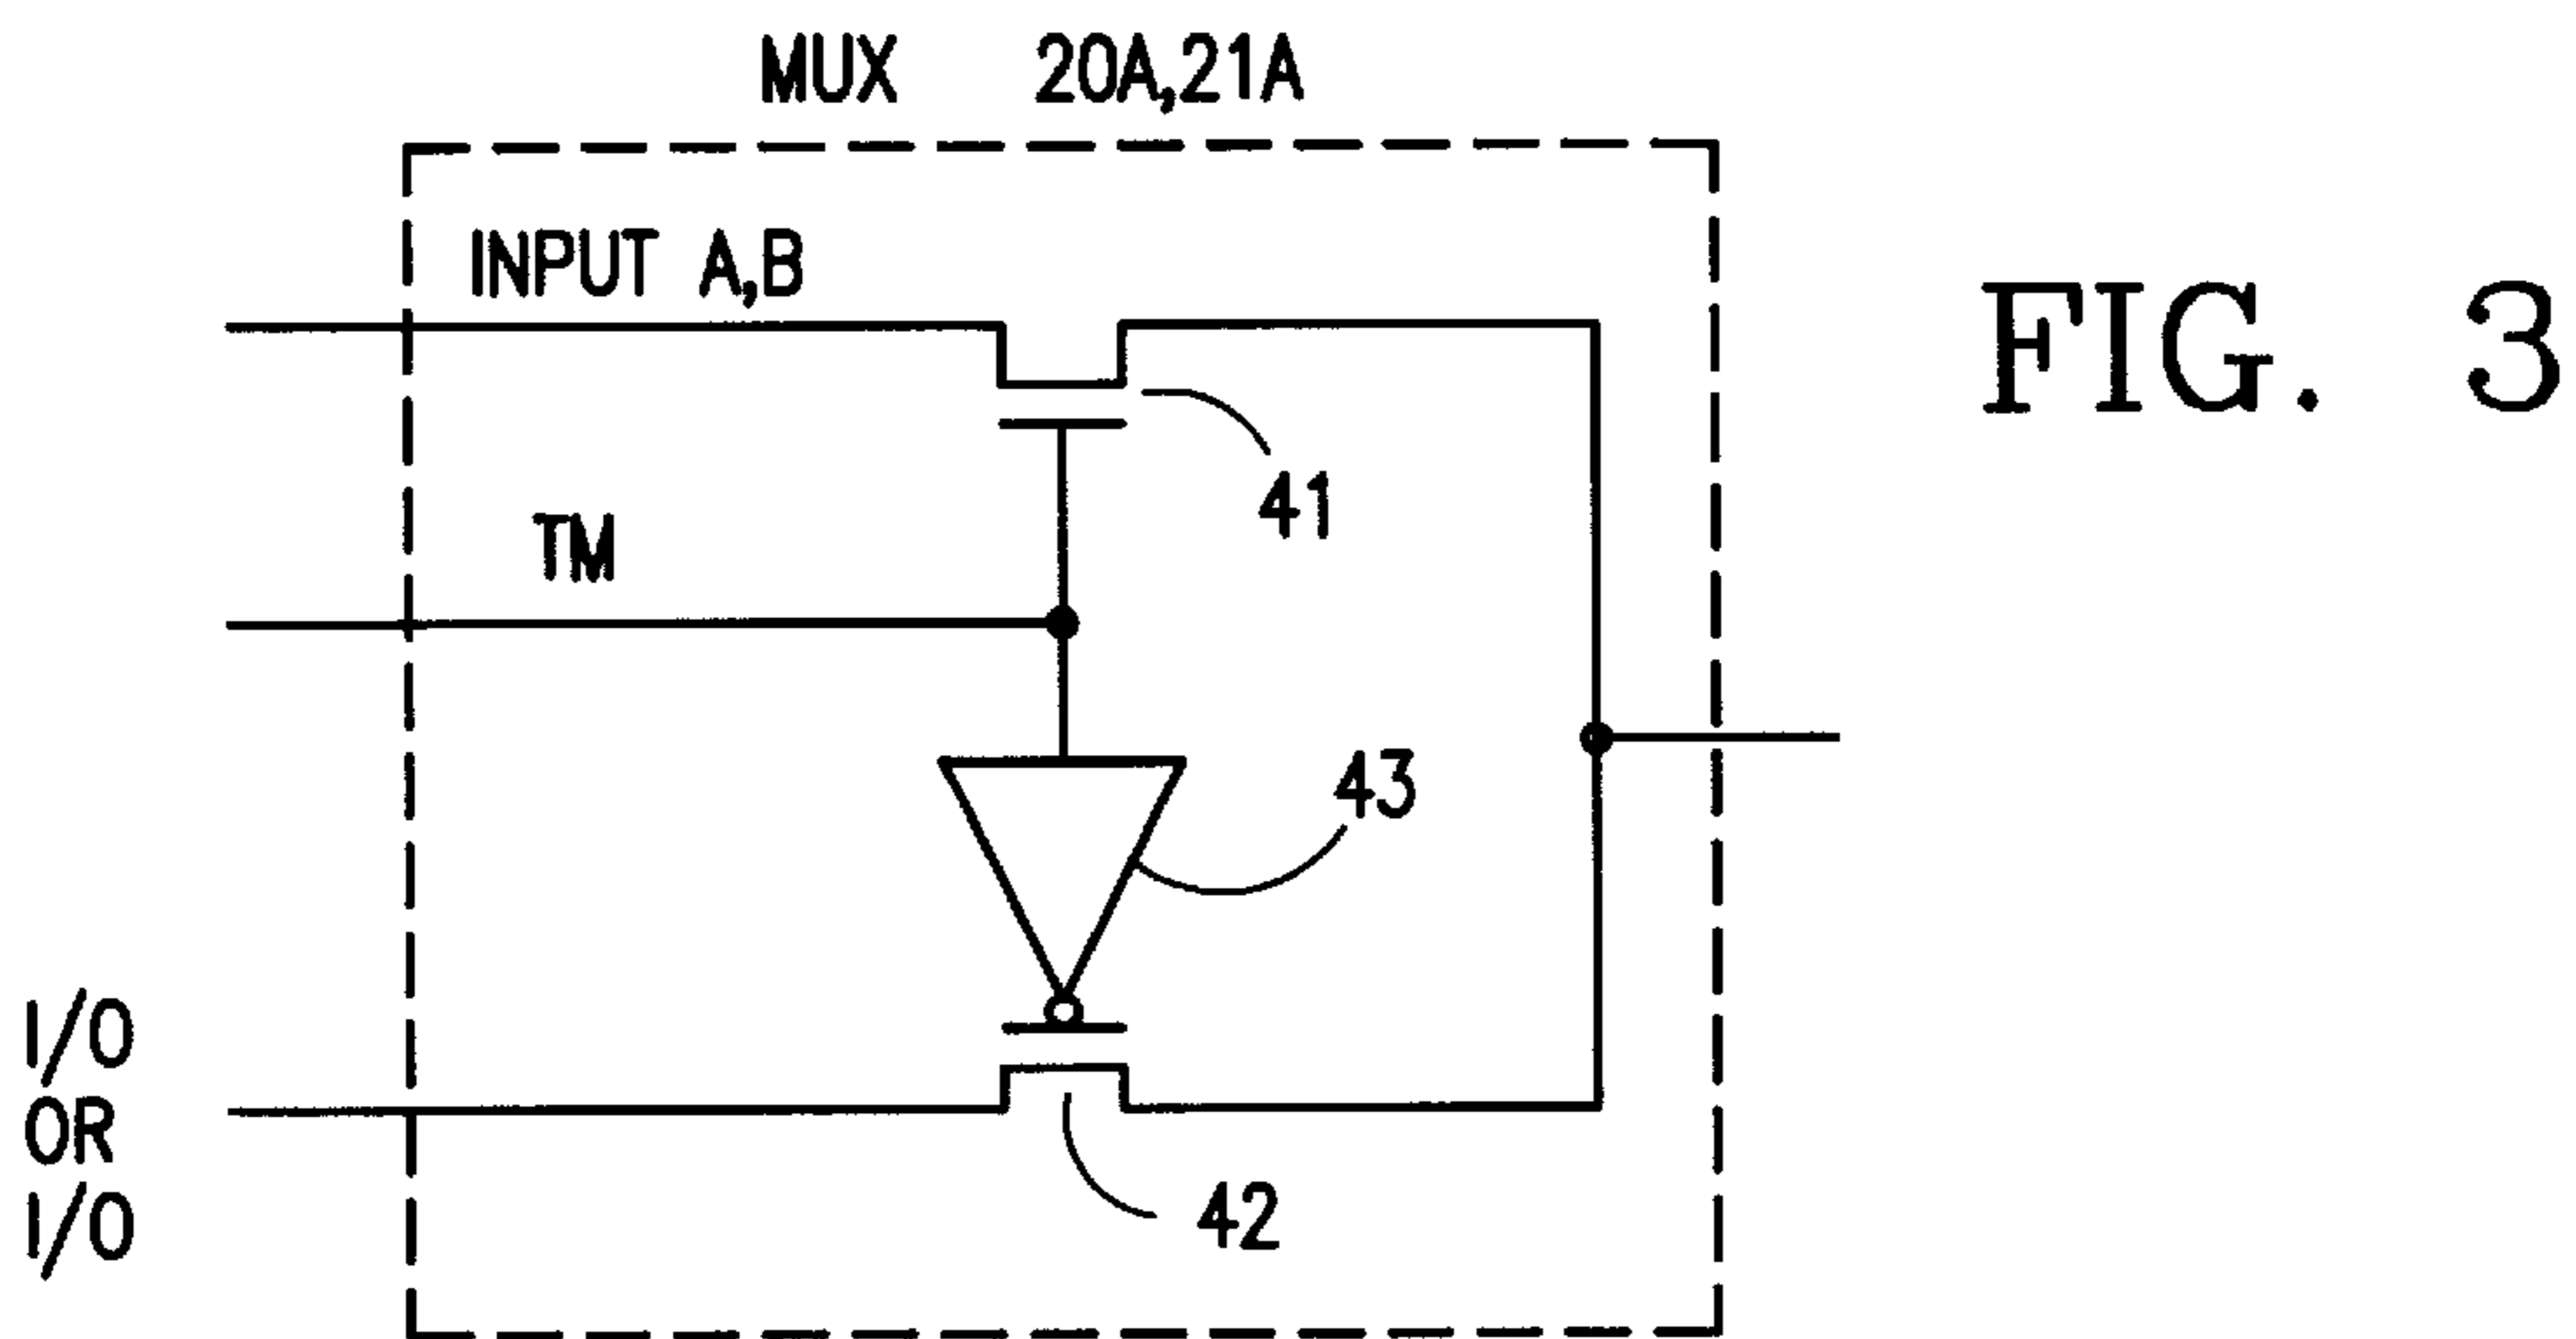 MUX 20A,21A
INPUT A,B
FIG. 3
41
TM
43
I/O
OR
I/O
42